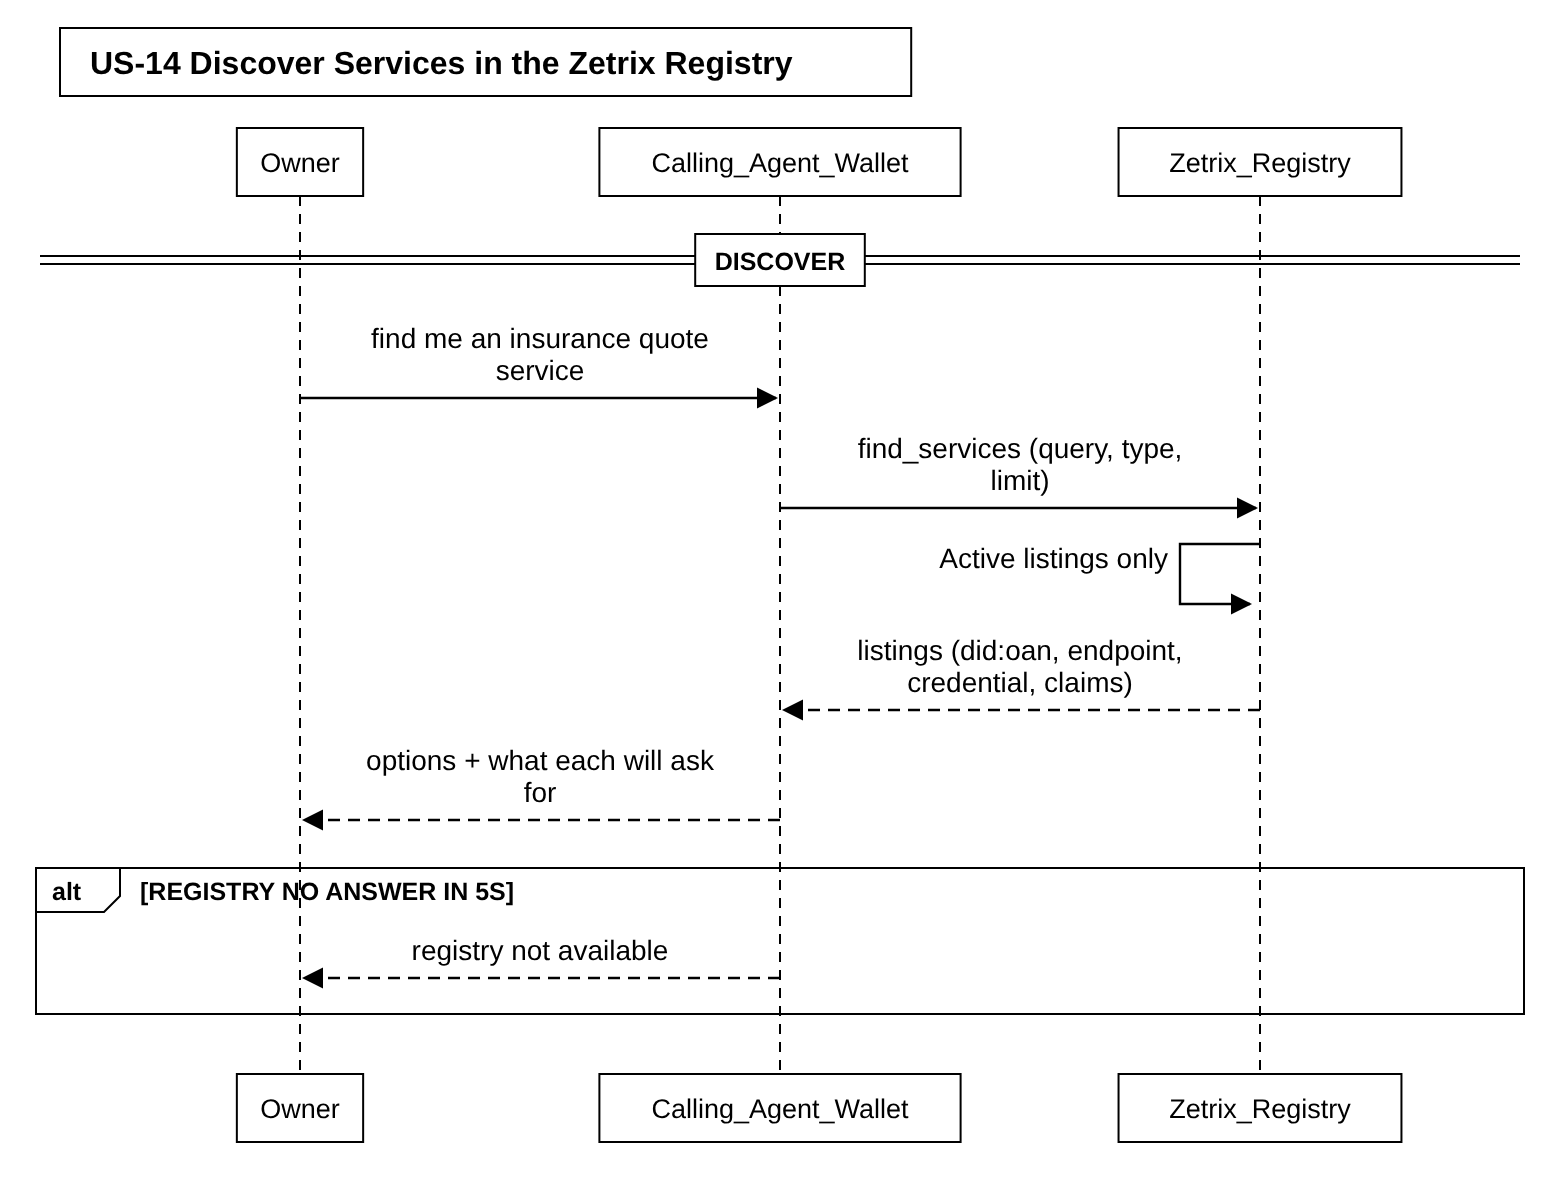 US-14 Discover Services in the Zetrix Registry
Owner
Calling_Agent_Wallet
Zetrix_Registry
DISCOVER
find me an insurance quote
service
find_services (query, type,
limit)
Active listings only
listings (did:oan, endpoint,
credential, claims)
options + what each will ask
for
alt
[REGISTRY NO ANSWER IN 5S]
registry not available
Owner
Calling_Agent_Wallet
Zetrix_Registry